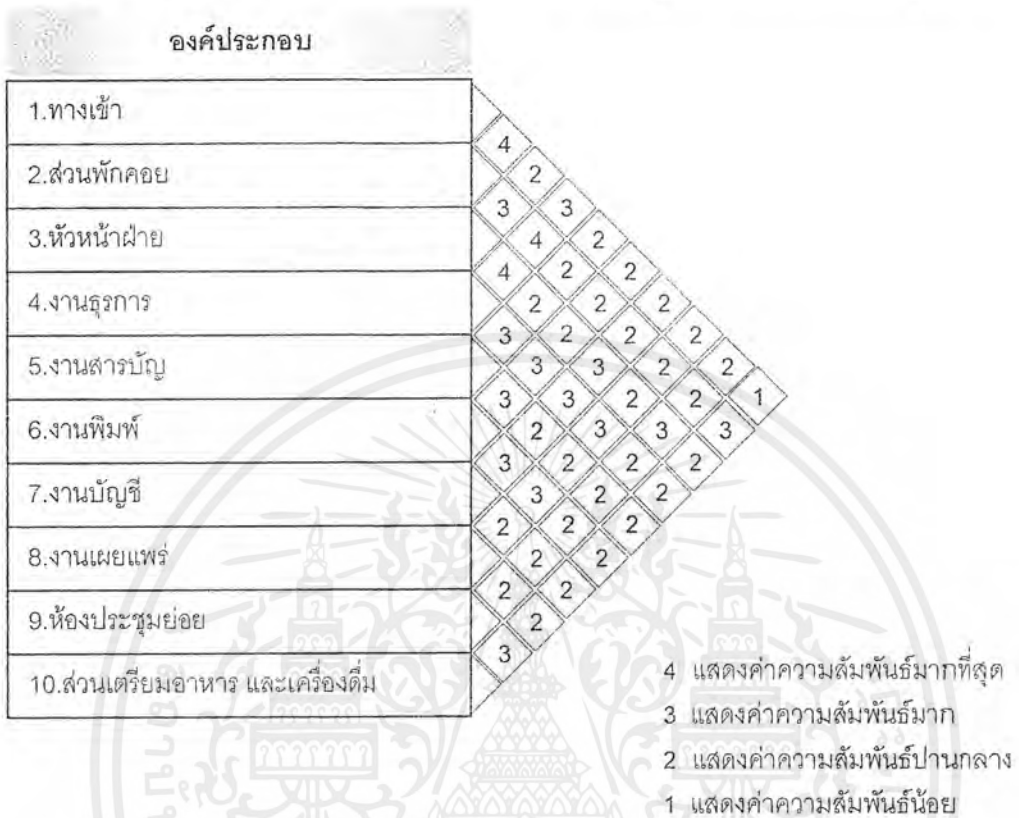 องค์ประกอบ
1.ทางเข้า
4
2.ส่วนพักคอย
2
3 3
3.หัวหน้าฝ่าย
4 2
4 2 2
4.งานธุรการ
2 2 2
3 2 2 2
5.งานสารบัญ
3 3 2 2
3 3 2 2 1
6.งานพิมพ์
2 3 3 3
3 2 2 2
7.งานบัญชี
3 2 2
2 2 2
8.งานเผยแพร่
2 2
2 2
9.ห้องประชุมย่อย
2
3
10.ส่วนเตรียมอาหาร และเครื่องดื่ม
4 แสดงค่าความสัมพันธ์มากที่สุด
3 แสดงค่าความสัมพันธ์มาก
2 แสดงค่าความสัมพันธ์ปานกลาง
1 แสดงค่าความสัมพันธ์น้อย